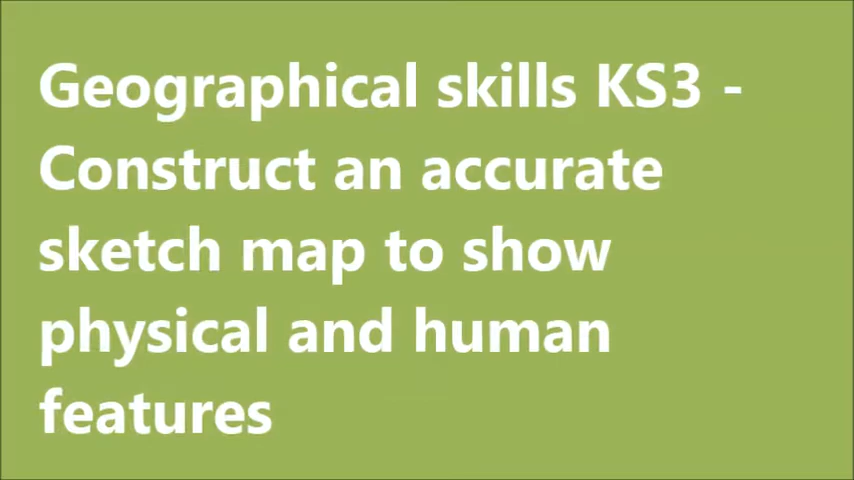 Geographical skills KS3 -
Construct an accurate
sketch map to show
physical and human
features